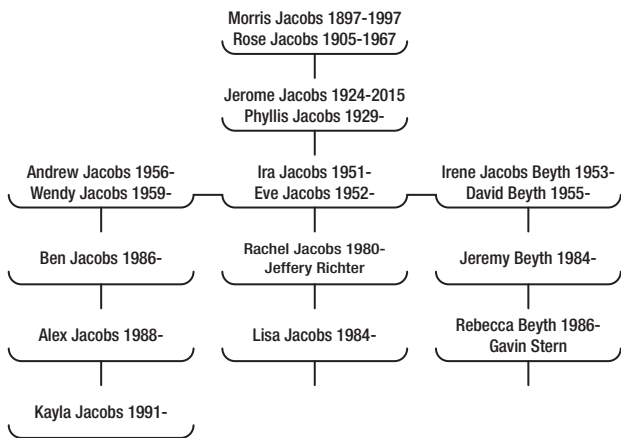 Morris Jacobs 1897-1997
Rose Jacobs 1905-1967
Jerome Jacobs 1924-2015
Phyllis Jacobs 1929-
Andrew Jacobs 1956-
Wendy Jacobs 1959-
Ira Jacobs 1951-
Eve Jacobs 1952-
Irene Jacobs Beyth 1953-
David Beyth 1955-
Ben Jacobs 1986-
Rachel Jacobs 1980-
Jeffery Richter
Jeremy Beyth 1984-
Alex Jacobs 1988-
Lisa Jacobs 1984-
Rebecca Beyth 1986-
Gavin Stern
Kayla Jacobs 1991-